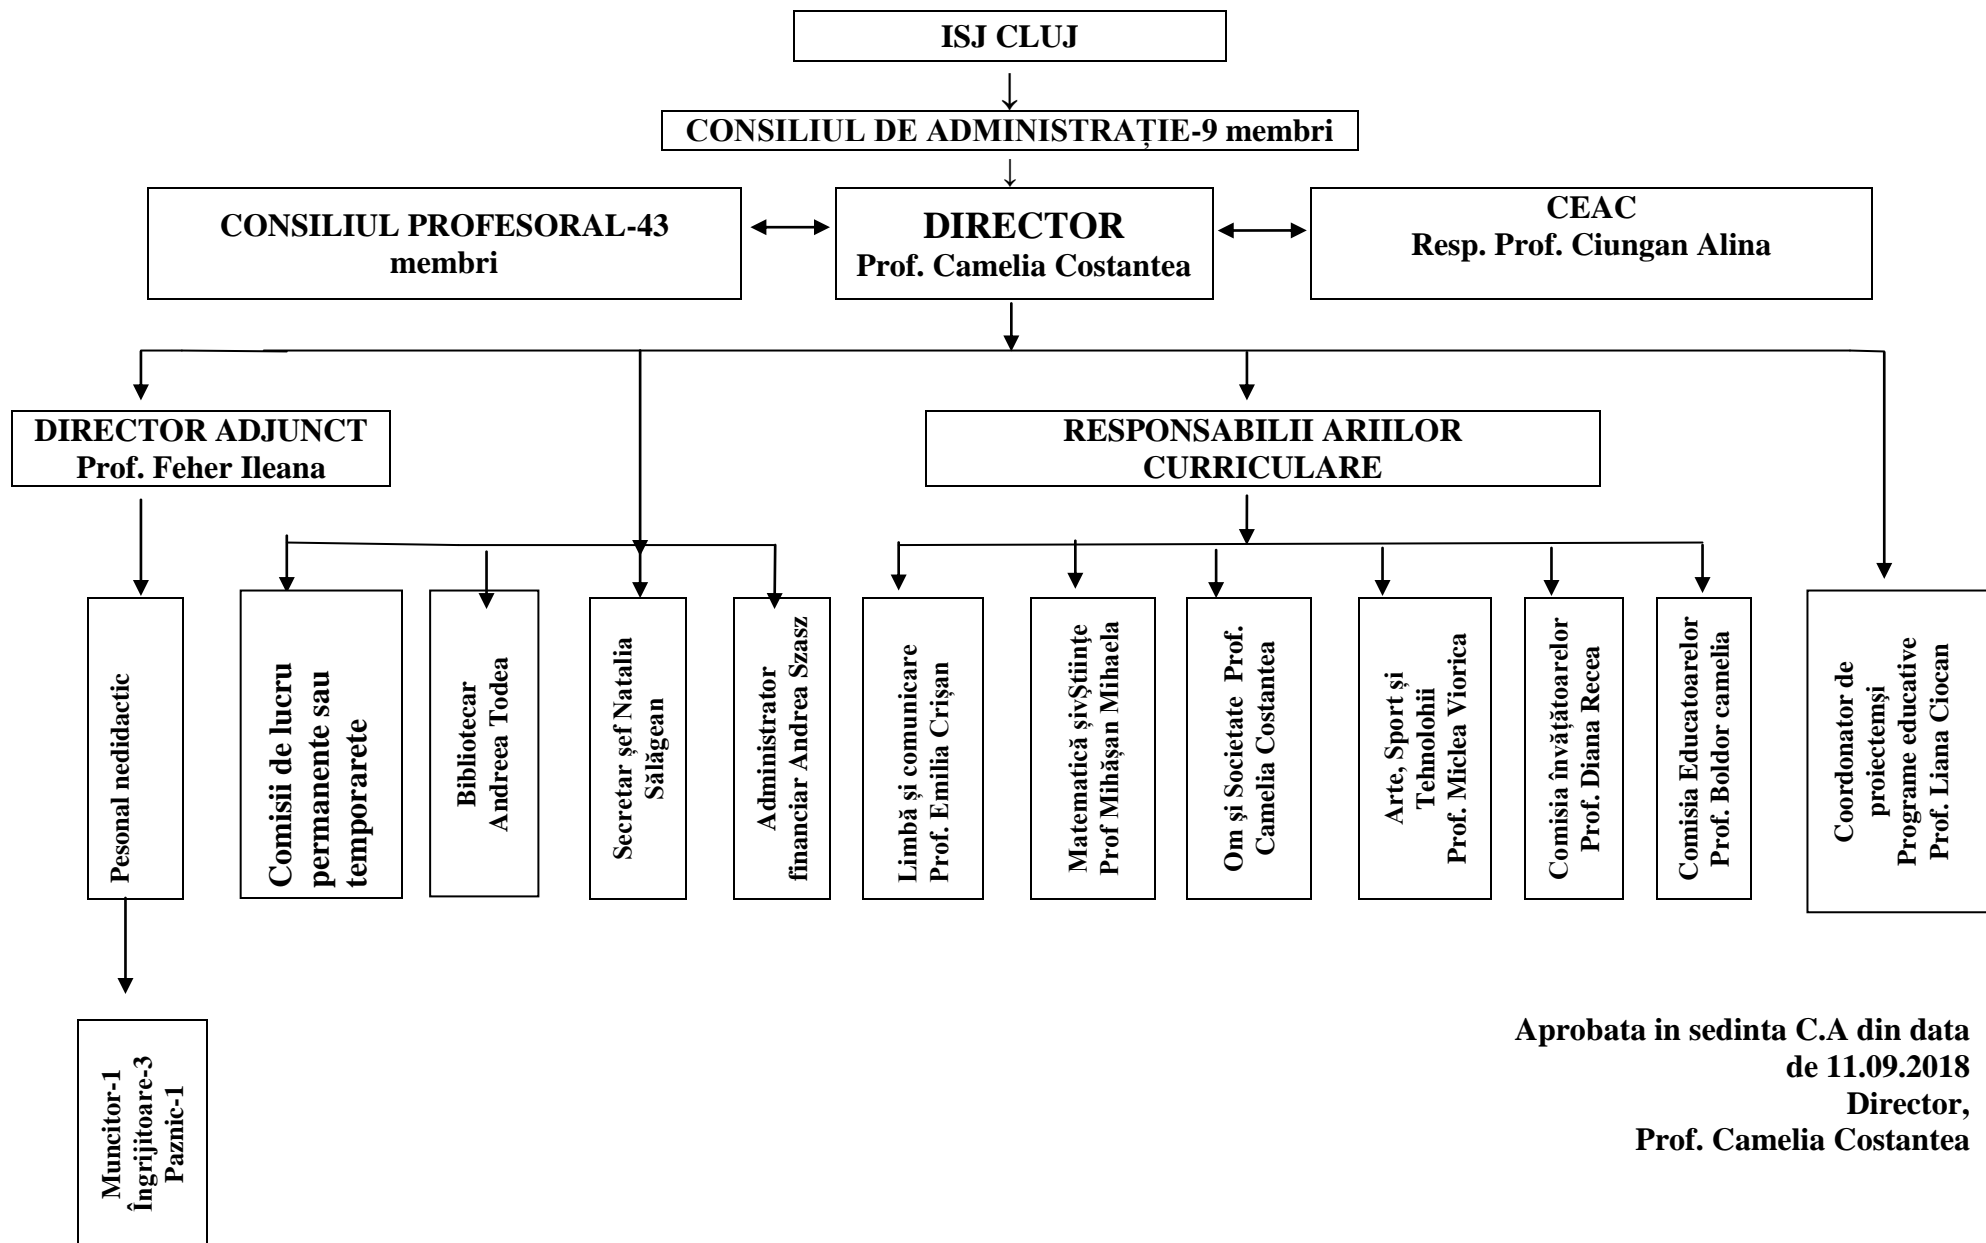 ISJ CLUJ
CONSILIUL DE ADMINISTRAȚIE-9 membri
CONSILIUL PROFESORAL-43
membri
DIRECTOR
Prof. Camelia Costantea
CEAC
Resp. Prof. Ciungan Alina
DIRECTOR ADJUNCT
Prof. Feher Ileana
RESPONSABILII ARIILOR
CURRICULARE
Pesonal nedidactic
Comisii de lucru
permanente sau
temporarete
Bibliotecar
Andreea Todea
Secretar șef Natalia
Sălăgean
Administrator
financiar Andrea Szasz
Limbă și comunicare
Prof. Emilia Crișan
Matematică șivŞtiinţe
Prof Mihășan Mihaela
Om şi Societate Prof.
Camelia Costantea
Arte, Sport și
Tehnolohii
Prof. Miclea Viorica
Comisia învățătoarelor
Prof. Diana Recea
Comisia Educatoarelor
Prof. Boldor camelia
Coordonator de
proiectemşi
Programe educative
Prof. Liana Ciocan
Muncitor-1
Îngrijitoare-3
Paznic-1
Aprobata in sedinta C.A din data
de 11.09.2018
Director,
Prof. Camelia Costantea